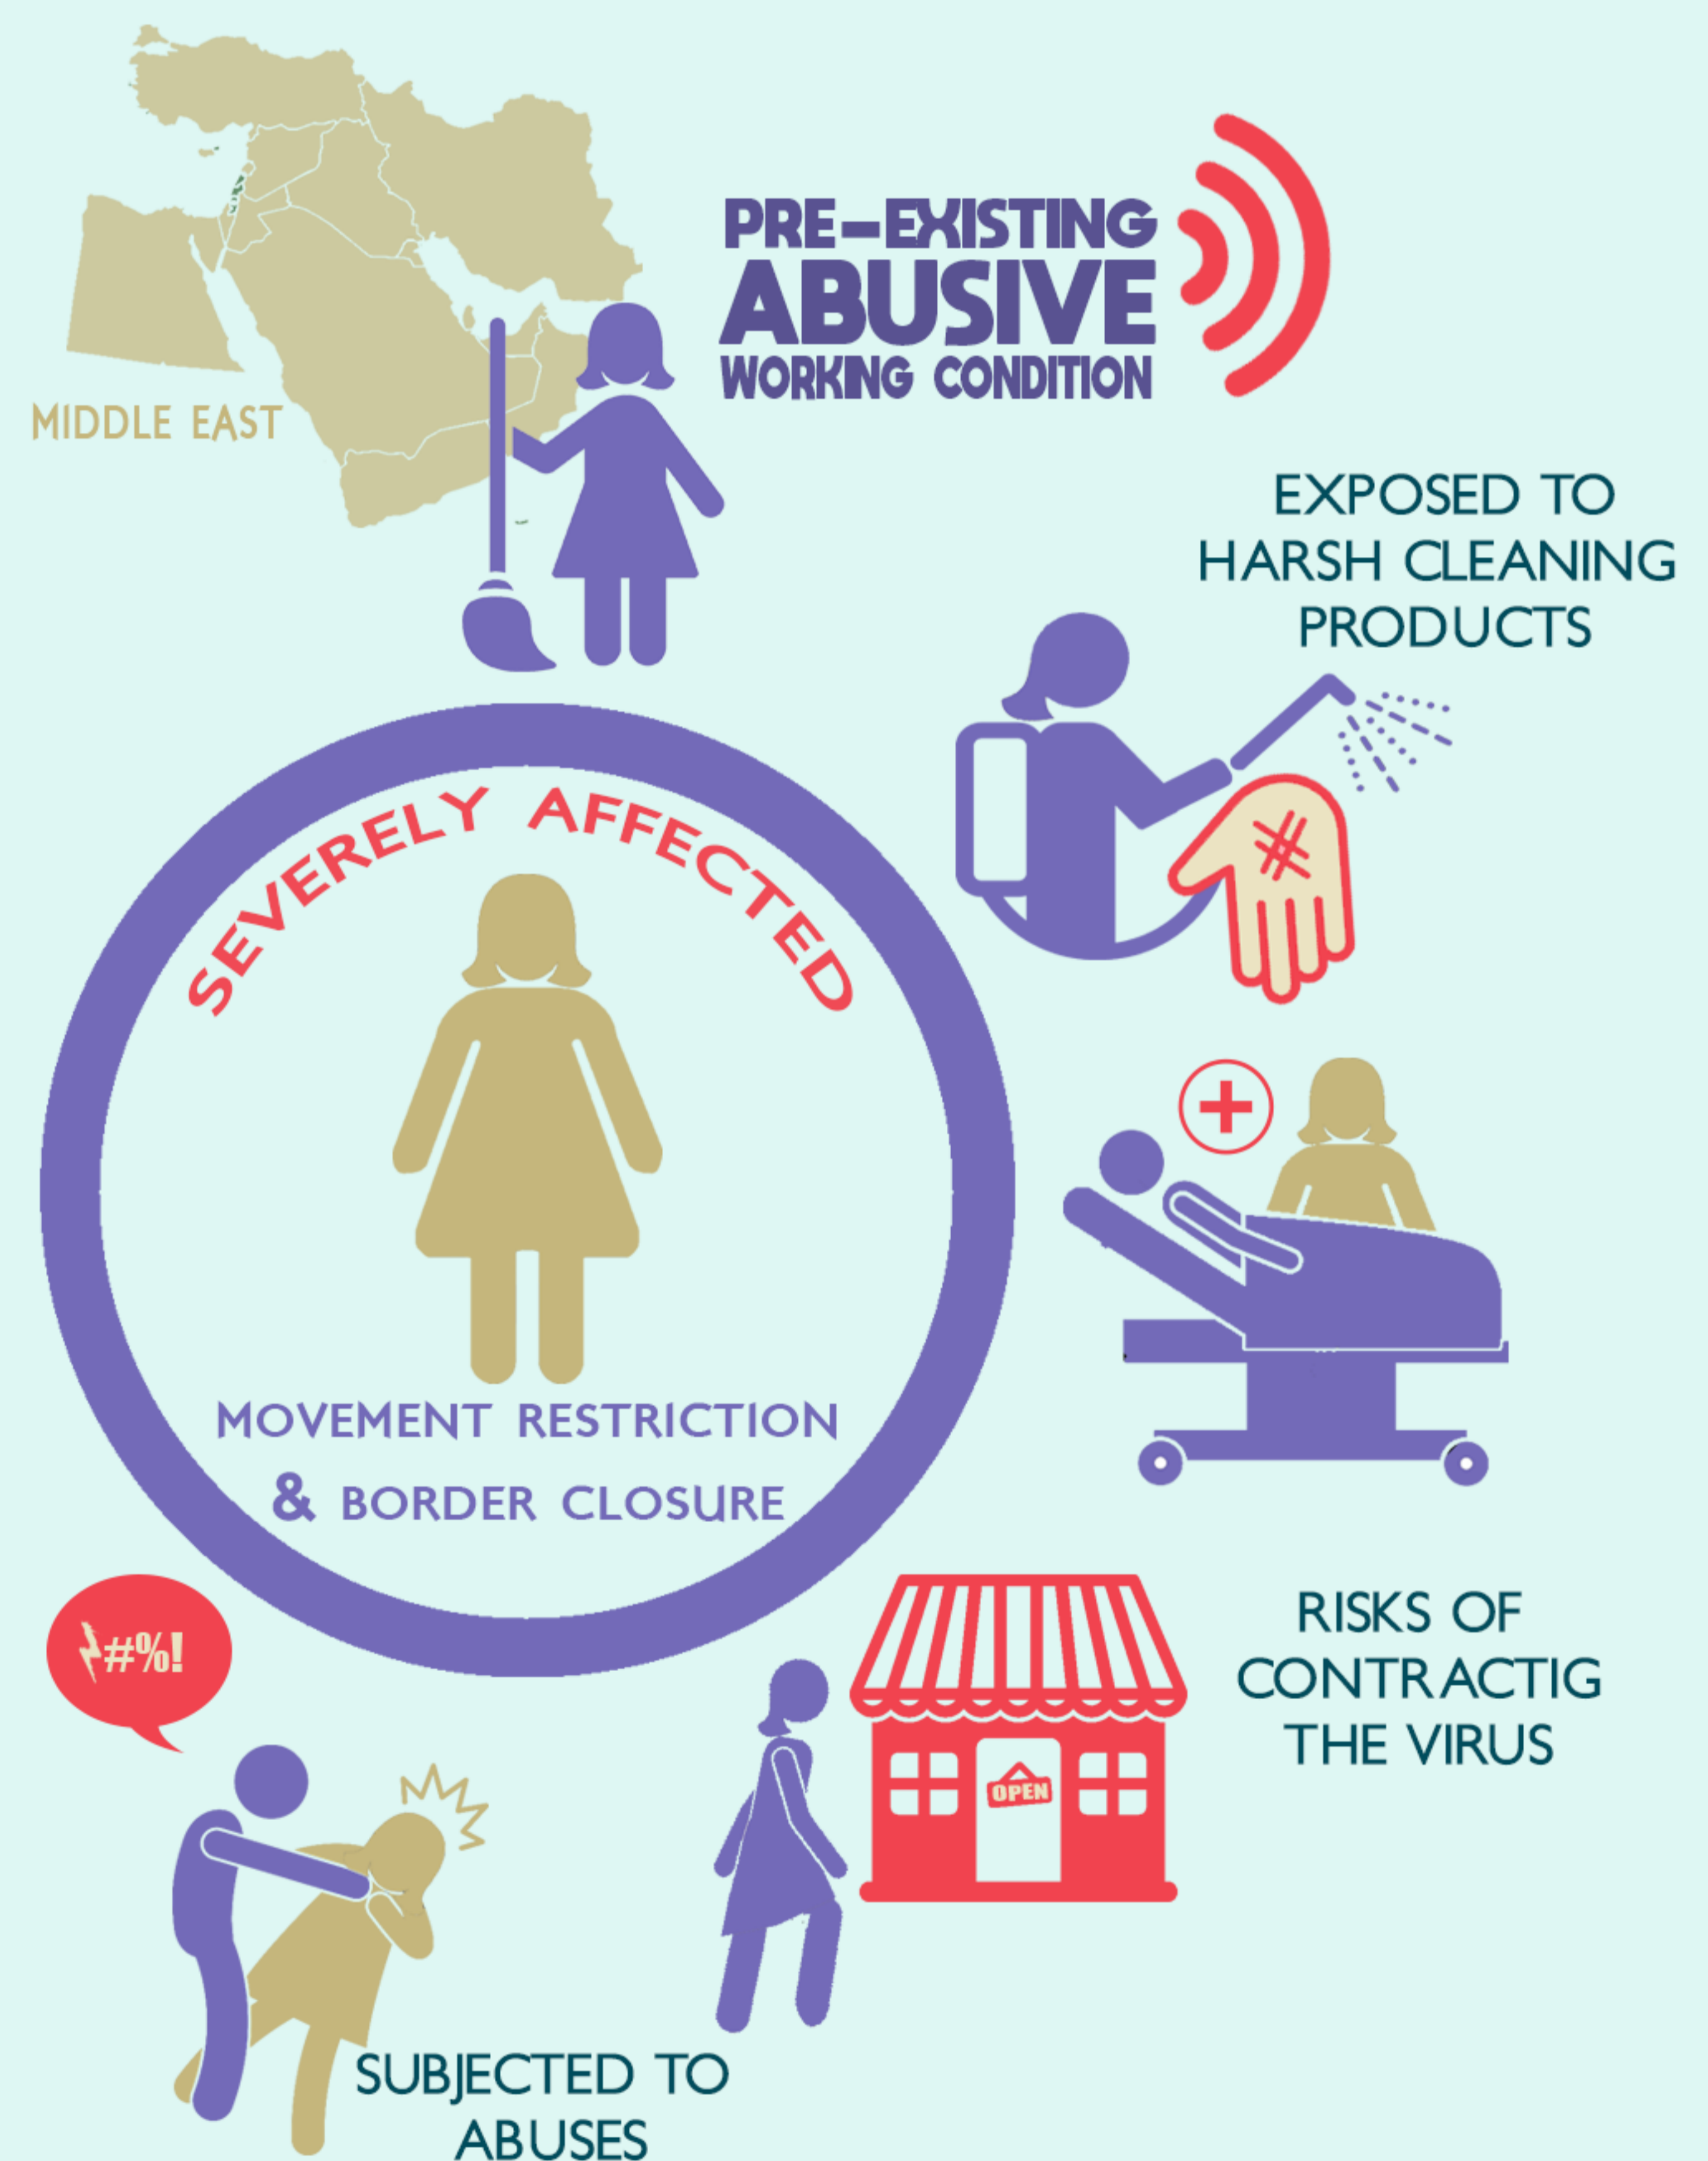 PRE-EXISTING
ABUSIVE
WORKING CONDITION
MIDDLE EAST
EXPOSED TO
HARSH CLEANING
PRODUCTS
SEVERELY AFFECTED
MOVEMENT RESTRICTION
& BORDER CLOSURE
#%!
RISKS OF
CONTRACTIG
THE VIRUS
OPEN
SUBJECTED TO
ABUSES